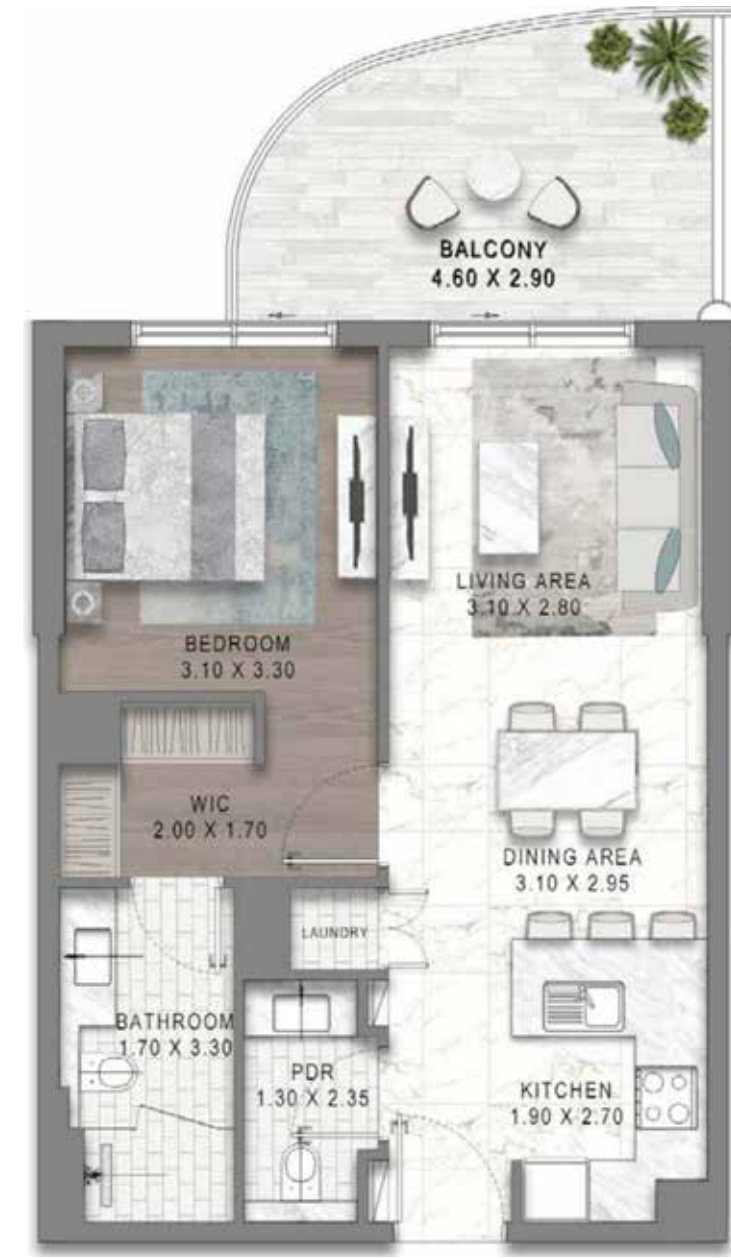 BALCONY
4.60 X 2.90
LIVING AREA
3.10 X 2.80
BEDROOM
3.10 X 3.30
WIC
2.00 X 1.70
DINING AREA
3.10 X 2.95
LAUNDRY
BATHROOM
1.70 X 3.30
PDR
1.30 X 2.35
KITCHEN
1.90 X 2.70